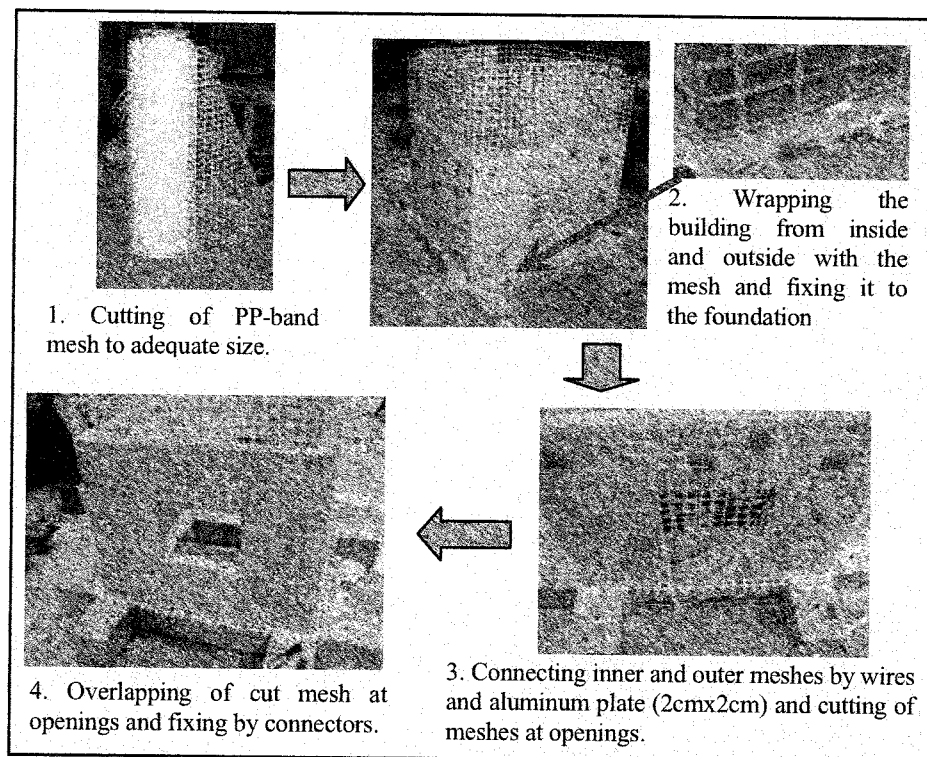 1. Cutting of PP-band
mesh to adequate size.
2. Wrapping the
building from inside
and outside with the
mesh and fixing it to
the foundation
3. Connecting inner and outer meshes by wires
and aluminum plate (2cmx2cm) and cutting of
meshes at openings.
4. Overlapping of cut mesh at
openings and fixing by connectors.